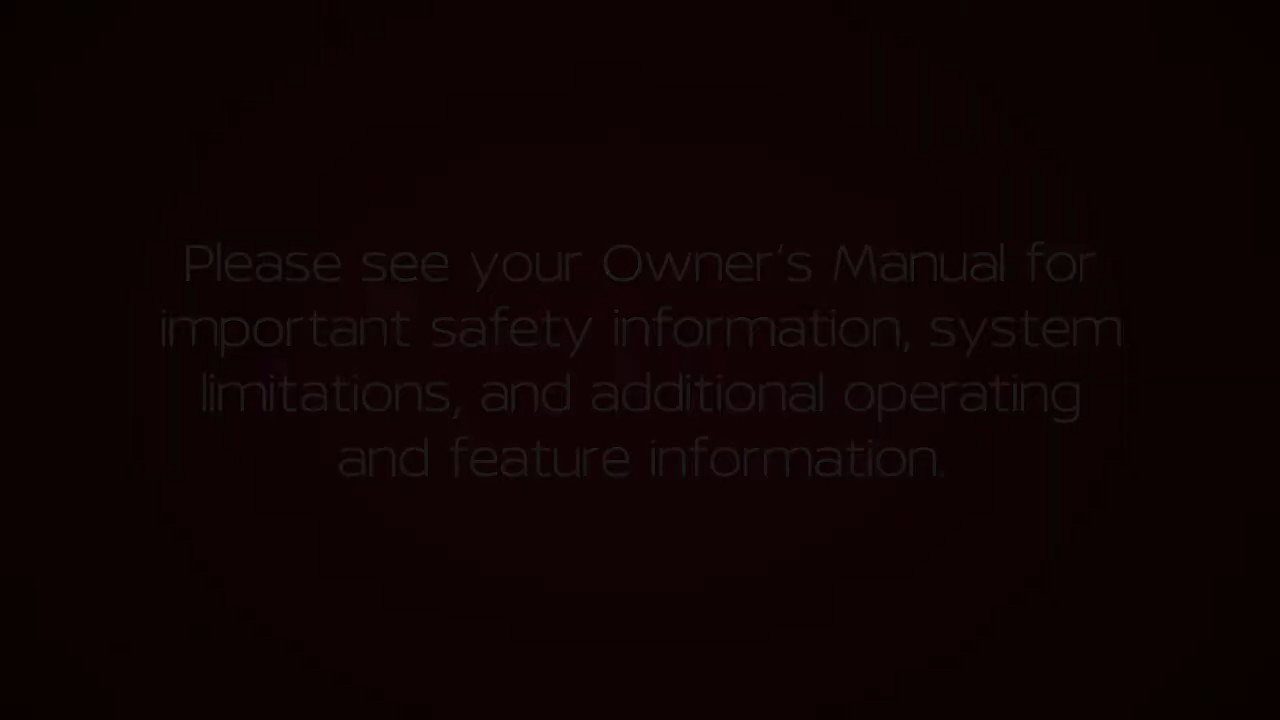 Please see your Owner's Manual for
important safety information, system
limitations, and additional operating
and feature information.